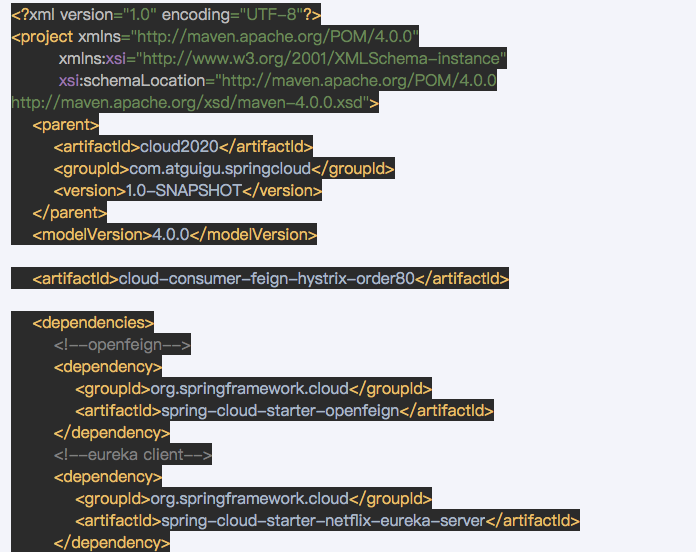 <?xml version="1.0" encoding="UTF-8"?>
<project xmlns="http://maven.apache.org/POM/4.0.0"
xmlns:xsi="http://www.w3.org/2001/XMLSchema-instance"
xsi:schemaLocation="http://maven.apache.org/POM/4.0.0
http://maven.apache.org/xsd/maven-4.0.0.xsd">
<parent>
<artifactId>cloud2020</artifactId>
<groupId>com.atguigu.springcloud</groupId>
<version>1.0-SNAPSHOT</version>
</parent>
<modelVersion>4.0.0</modelVersion>
<artifactId>cloud-consumer-feign-hystrix-order80</artifactId>
<dependencies>
<!--openfeign-->
<dependency>
<groupId>org.springframework.cloud</groupId>
<artifactId>spring-cloud-starter-openfeign</artifactId>
</dependency>
<!--eureka client-->
<dependency>
<groupId>org.springframework.cloud</groupId>
<artifactId>spring-cloud-starter-netflix-eureka-server</artifactId>
</dependency>